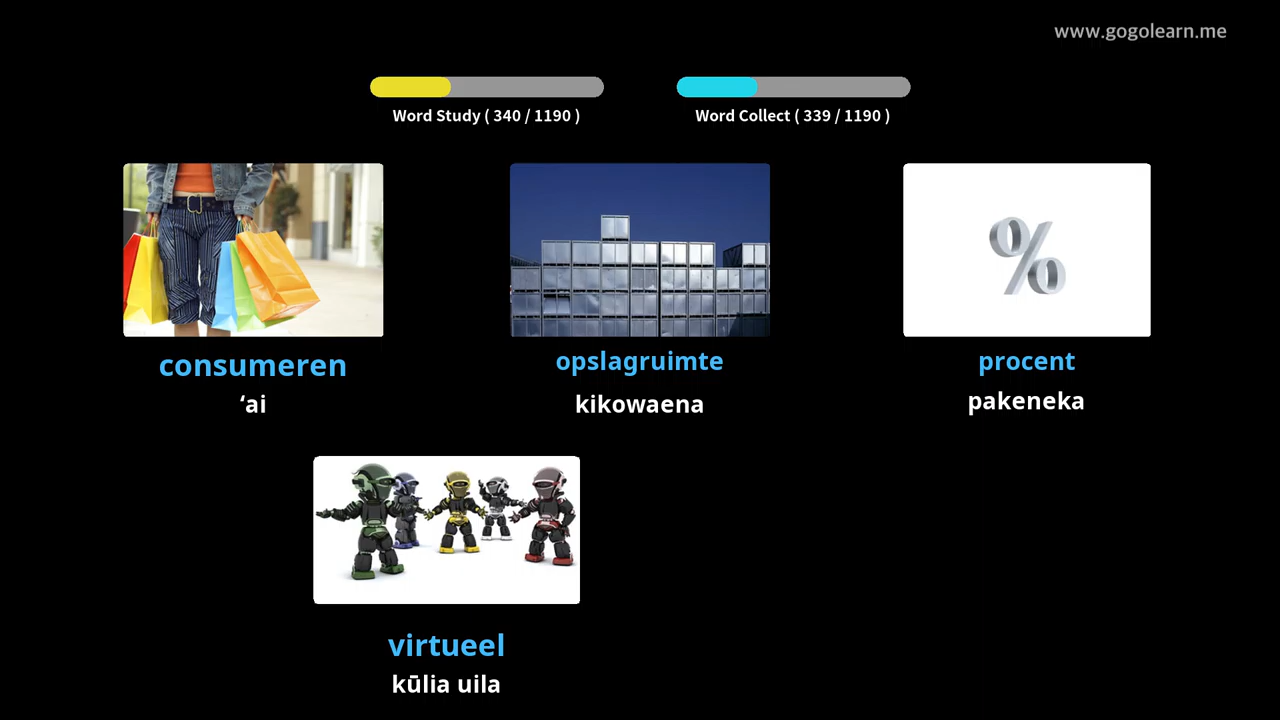 www.gogolearn.me
Word Study ( 340 / 1190 )
Word Collect ( 339 / 1190 )
consumeren
ʻai
opslagruimte
kikowaena
procent
pakeneka
%
virtueel
kūlia uila